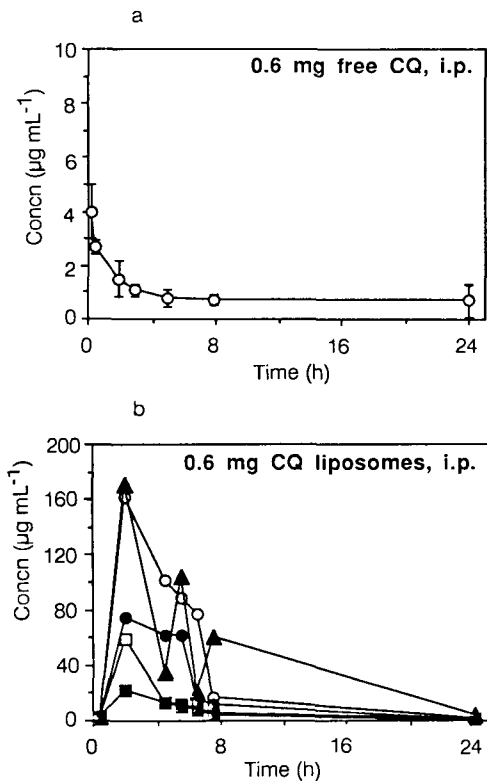 a
0.6 mg free CQ, i.p.
10
8
6
4
2
0
Concn (µg mL⁻¹)
0 8 16 24
Time (h)
b
0.6 mg CQ liposomes, i.p.
200
160
120
80
40
0
Concn (µg mL⁻¹)
0 8 16 24
Time (h)